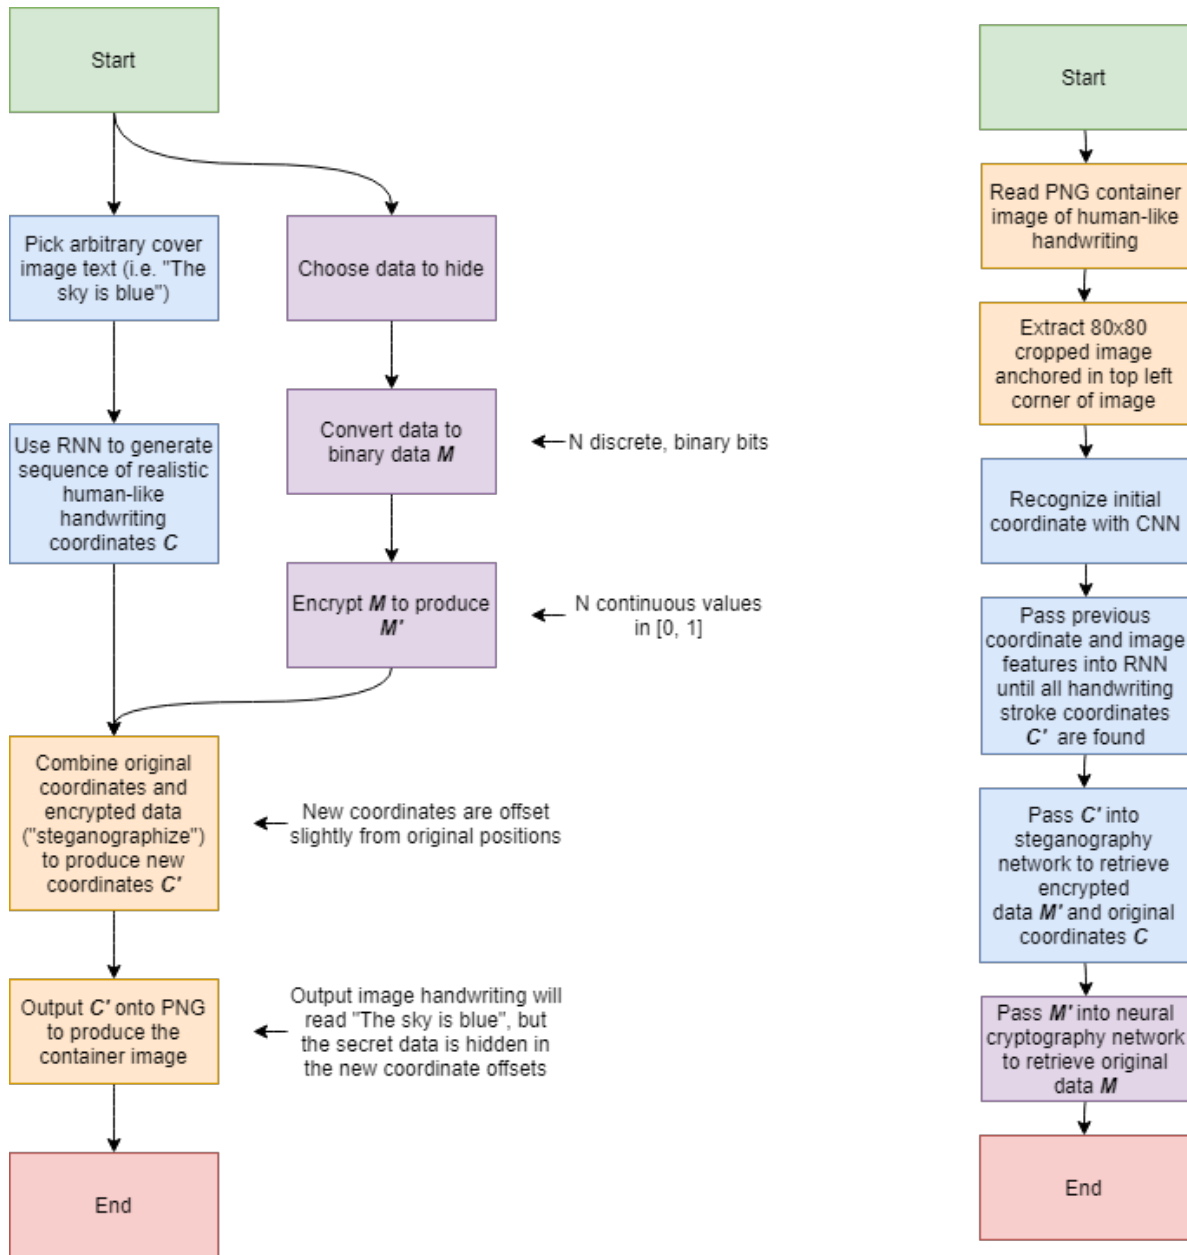 Start
Pick arbitrary cover
image text (i.e. "The
sky is blue")
Use RNN to generate
sequence of realistic
human-like
handwriting
coordinates C
Choose data to hide
Convert data to
binary data M
N discrete, binary bits
Encrypt M to produce
M'
N continuous values
in [0, 1]
Combine original
coordinates and
encrypted data
("steganographize")
to produce new
coordinates C'
New coordinates are offset
slightly from original positions
Output C' onto PNG
to produce the
container image
Output image handwriting will
read "The sky is blue", but
the secret data is hidden in
the new coordinate offsets
End
Start
Read PNG container
image of human-like
handwriting
Extract 80x80
cropped image
anchored in top left
corner of image
Recognize initial
coordinate with CNN
Pass previous
coordinate and image
features into RNN
until all handwriting
stroke coordinates
C' are found
Pass C' into
steganography
network to retrieve
encrypted
data M' and original
coordinates C
Pass M' into neural
cryptography network
to retrieve original
data M
End